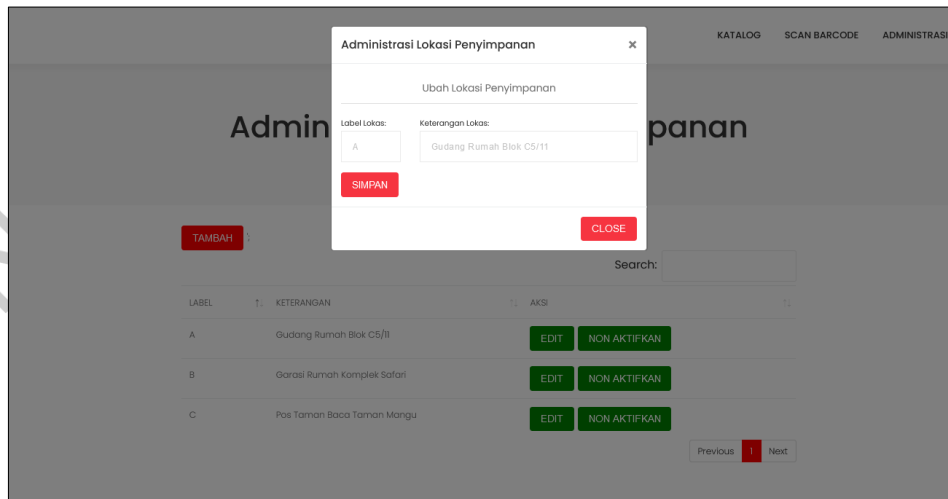 KATALOG SCAN BARCODE ADMINISTRASI
Admin panan
Administrasi Lokasi Penyimpanan ×
Ubah Lokasi Penyimpanan
Label Lokas: Keterangan Lokas:
A Gudang Rumah Blok C5/11
SIMPAN
CLOSE
TAMBAH
Search:
LABEL KETERANGAN AKSI
A Gudang Rumah Blok C5/11 EDIT NON AKTIFKAN
B Garasi Rumah Komplek Safari EDIT NON AKTIFKAN
C Pos Taman Baca Taman Mangu EDIT NON AKTIFKAN
Previous 1 Next